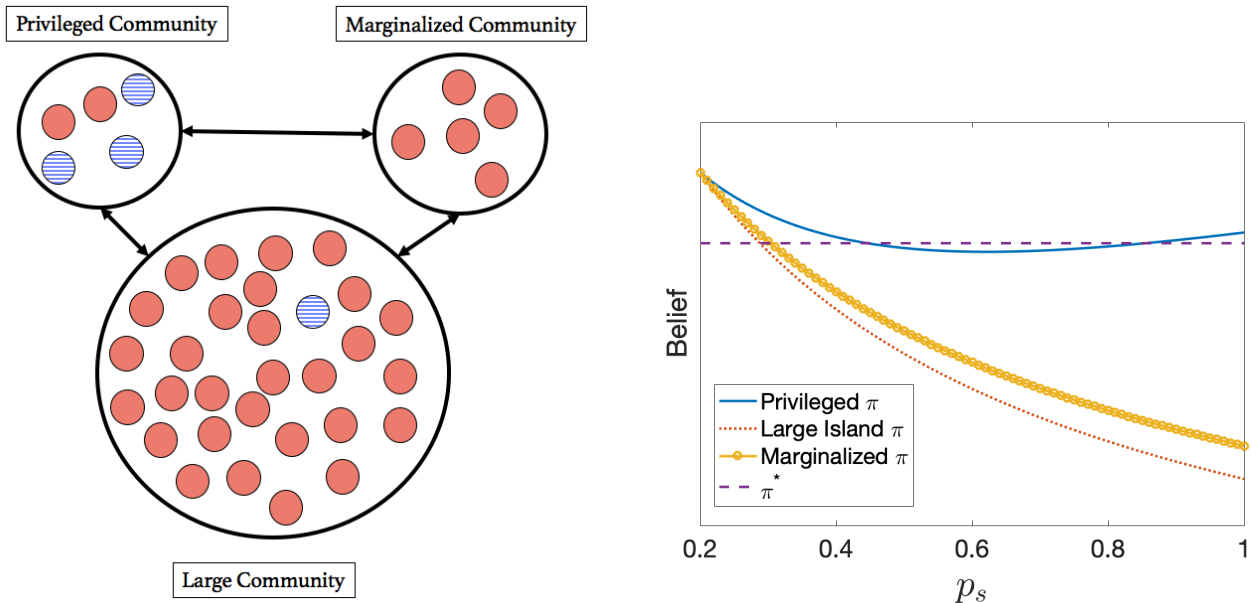 Privileged Community
Marginalized Community
Large Community
Belief
Privileged π
Large Island π
Marginalized π
π*
0.2
0.4
0.6
0.8
1
p_s